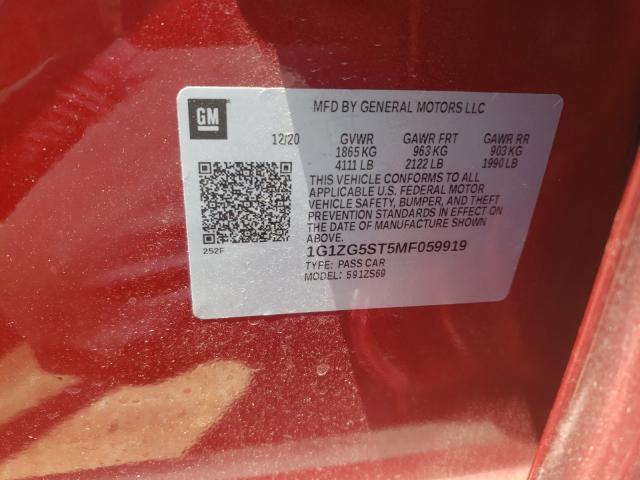 GM
MFD BY GENERAL MOTORS LLC
12/20 GVWR GAWR FRT GAWR RR
1865 KG 963 KG 903 KG
4111 LB 2122 LB 1990 LB
THIS VEHICLE CONFORMS TO ALL
APPLICABLE U.S. FEDERAL MOTOR
VEHICLE SAFETY, BUMPER, AND THEFT
PREVENTION STANDARDS IN EFFECT ON
THE DATE OF MANUFACTURE SHOWN
ABOVE.
252F
1G1ZG5ST5MF059919
TYPE: PASS CAR
MODEL: 591ZS69